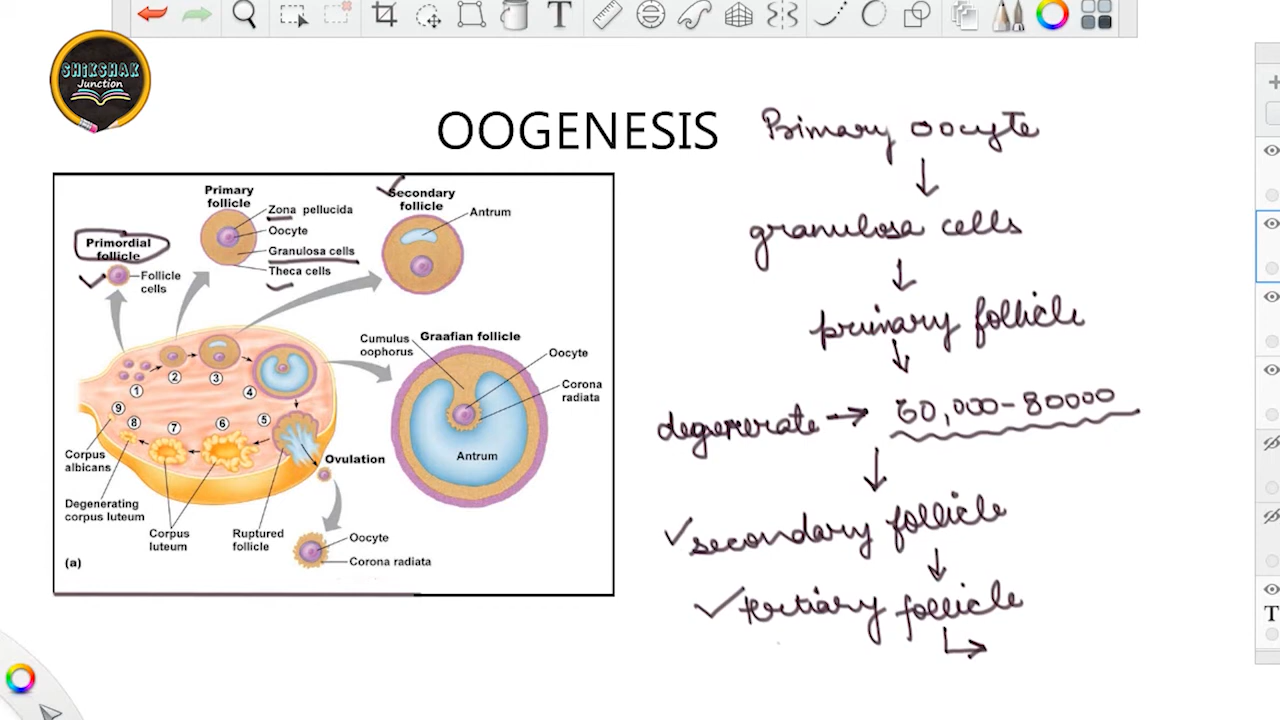 SHIKSHAK
Junction
OOGENESIS
Primordial
follicle
Follicle
cells
Primary
follicle
Zona pellucida
Oocyte
Granulosa cells
Theca cells
Secondary
follicle
Antrum
Cumulus
oophorus
Graafian follicle
Oocyte
Corona
radiata
Antrum
1
2
3
4
5
6
7
8
9
Ovulation
Corpus
albicans
Degenerating
corpus luteum
Corpus
luteum
Ruptured
follicle
Oocyte
Corona radiata
(a)
Primary oocyte
↓
granulosa cells
↓
primary follicle
↓
degenerate → 60,000-80000
↓
✓secondary follicle
↓
✓tertiary follicle
↳
T
T